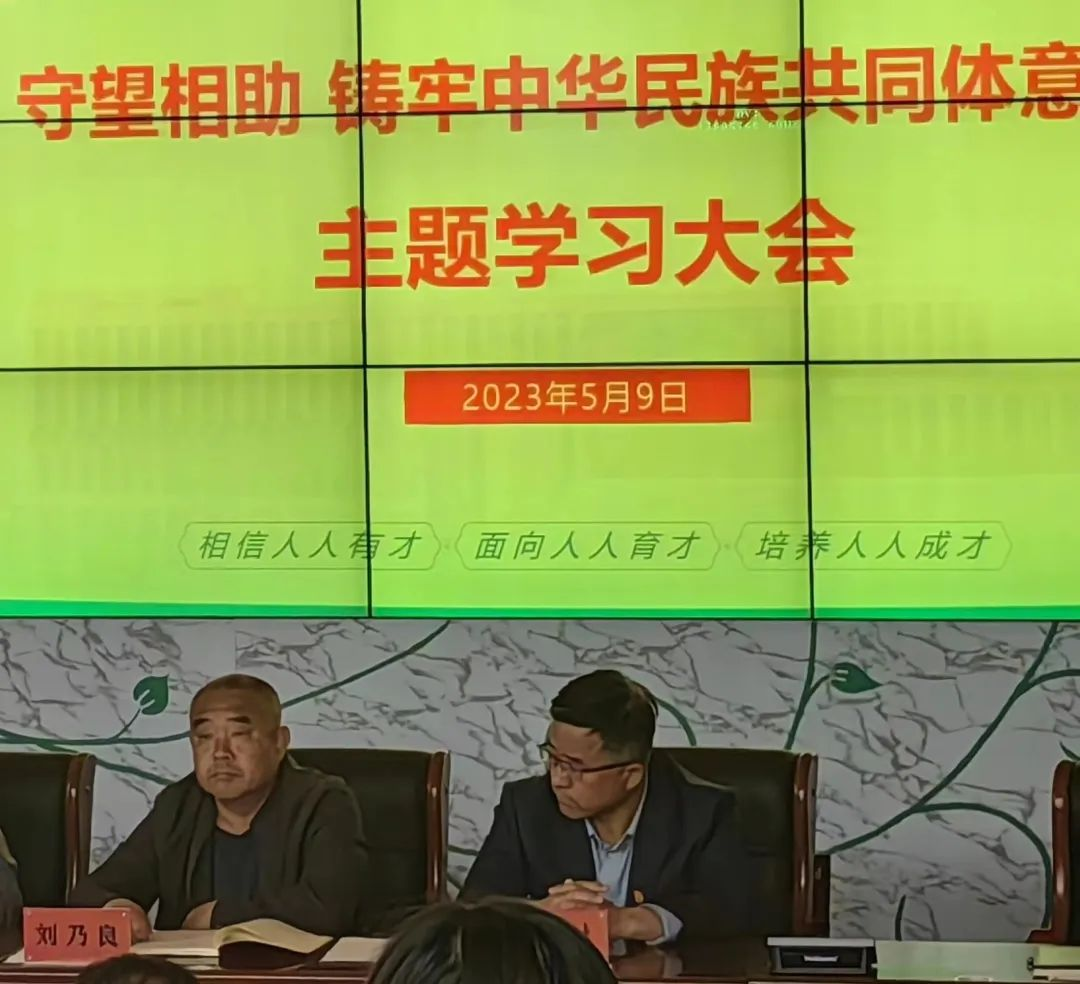 守望相助 铸牢中华民族共同体意
主题学习大会
2023年5月9日
相信人人有才 面向人人育才 培养人人成才
刘乃良